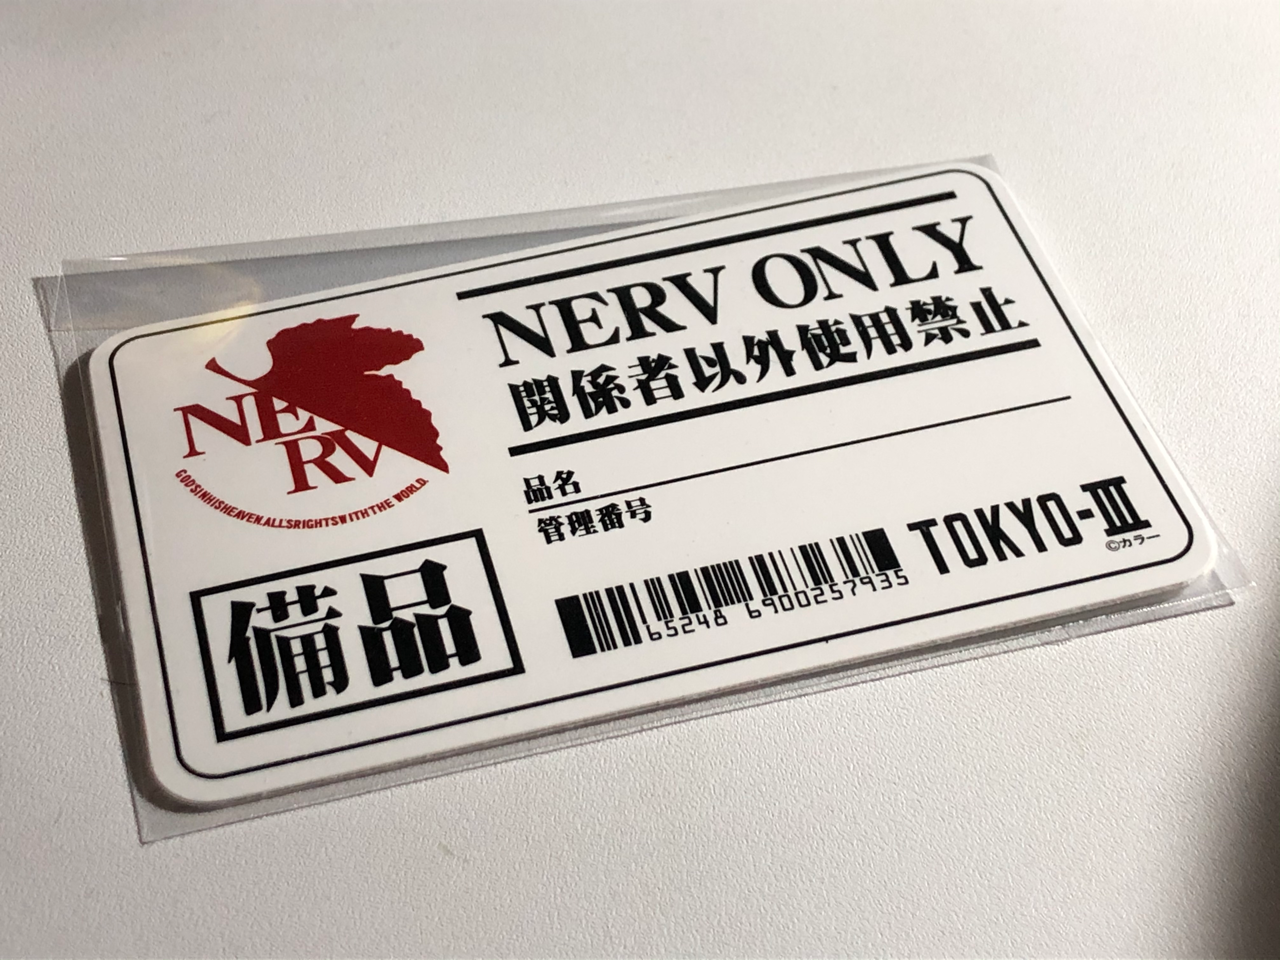 NERV
GOD'S IN HIS HEAVEN. ALL'S RIGHT'S WITH THE WORLD.
備品
NERV ONLY
関係者以外使用禁止
品名
管理番号
65248 6900257935
TOKYO-III
©カラー